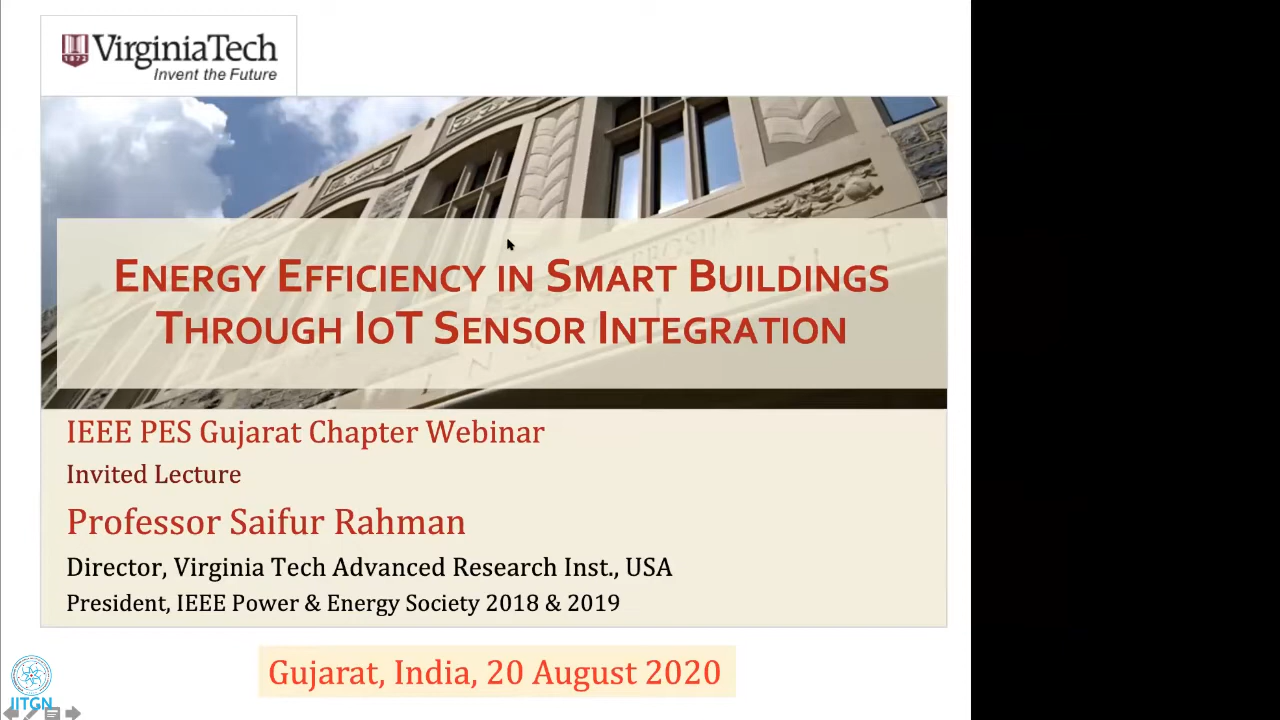 VirginiaTech
1872
Invent the Future
ENERGY EFFICIENCY IN SMART BUILDINGS
THROUGH IOT SENSOR INTEGRATION
IEEE PES Gujarat Chapter Webinar
Invited Lecture
Professor Saifur Rahman
Director, Virginia Tech Advanced Research Inst., USA
President, IEEE Power & Energy Society 2018 & 2019
Gujarat, India, 20 August 2020
IITGN